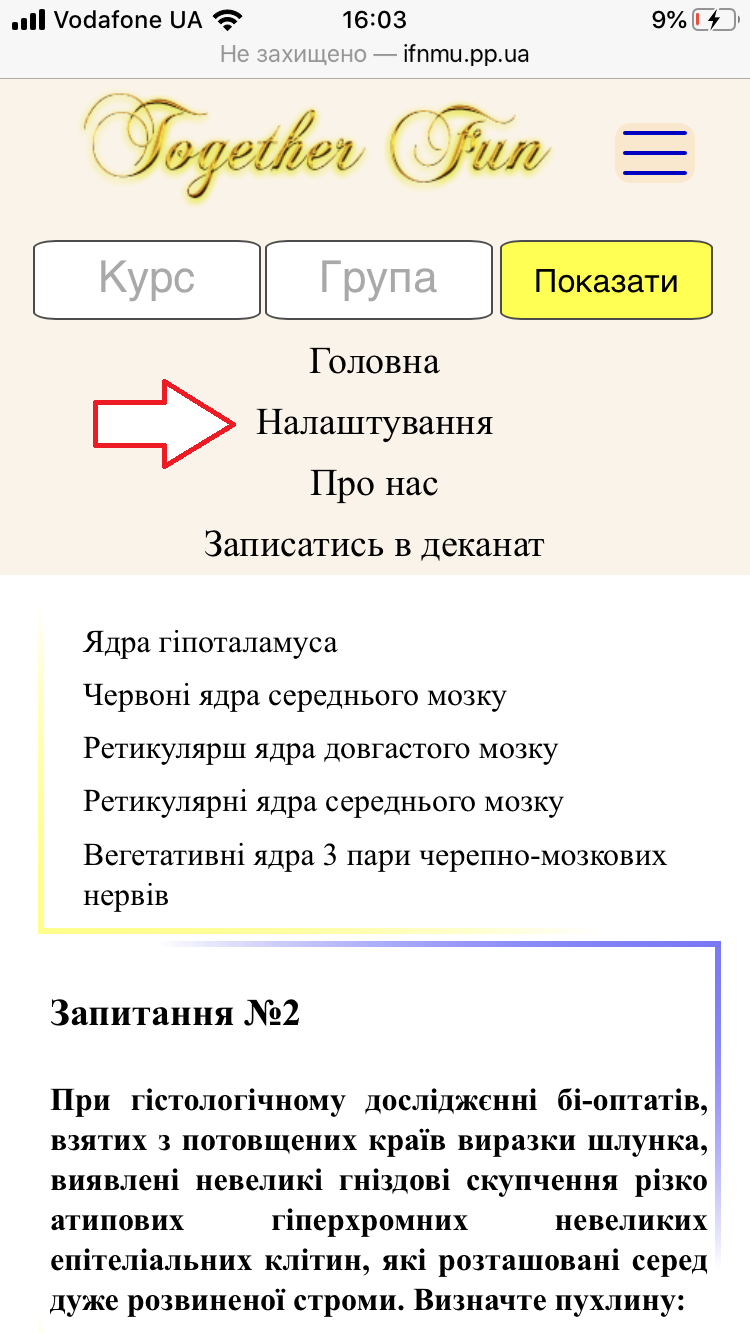 Vodafone UA 16:03 9%
Не захищено — ifnmu.pp.ua
Together Fun
Курс Група Показати
Головна
Налаштування
Про нас
Записатись в деканат
Ядра гіпоталамуса
Червоні ядра середнього мозку
Ретикулярш ядра довгастого мозку
Ретикулярні ядра середнього мозку
Вегетативні ядра 3 пари черепно-мозкових
нервів
Запитання №2
При гістологічному досліджєнні бі-оптатів,
взятих з потовщених країв виразки шлунка,
виявлені невеликі гніздові скупчення різко
атипових гіперхромних невеликих
епітеліальних клітин, які розташовані серед
дуже розвиненої строми. Визначте пухлину: